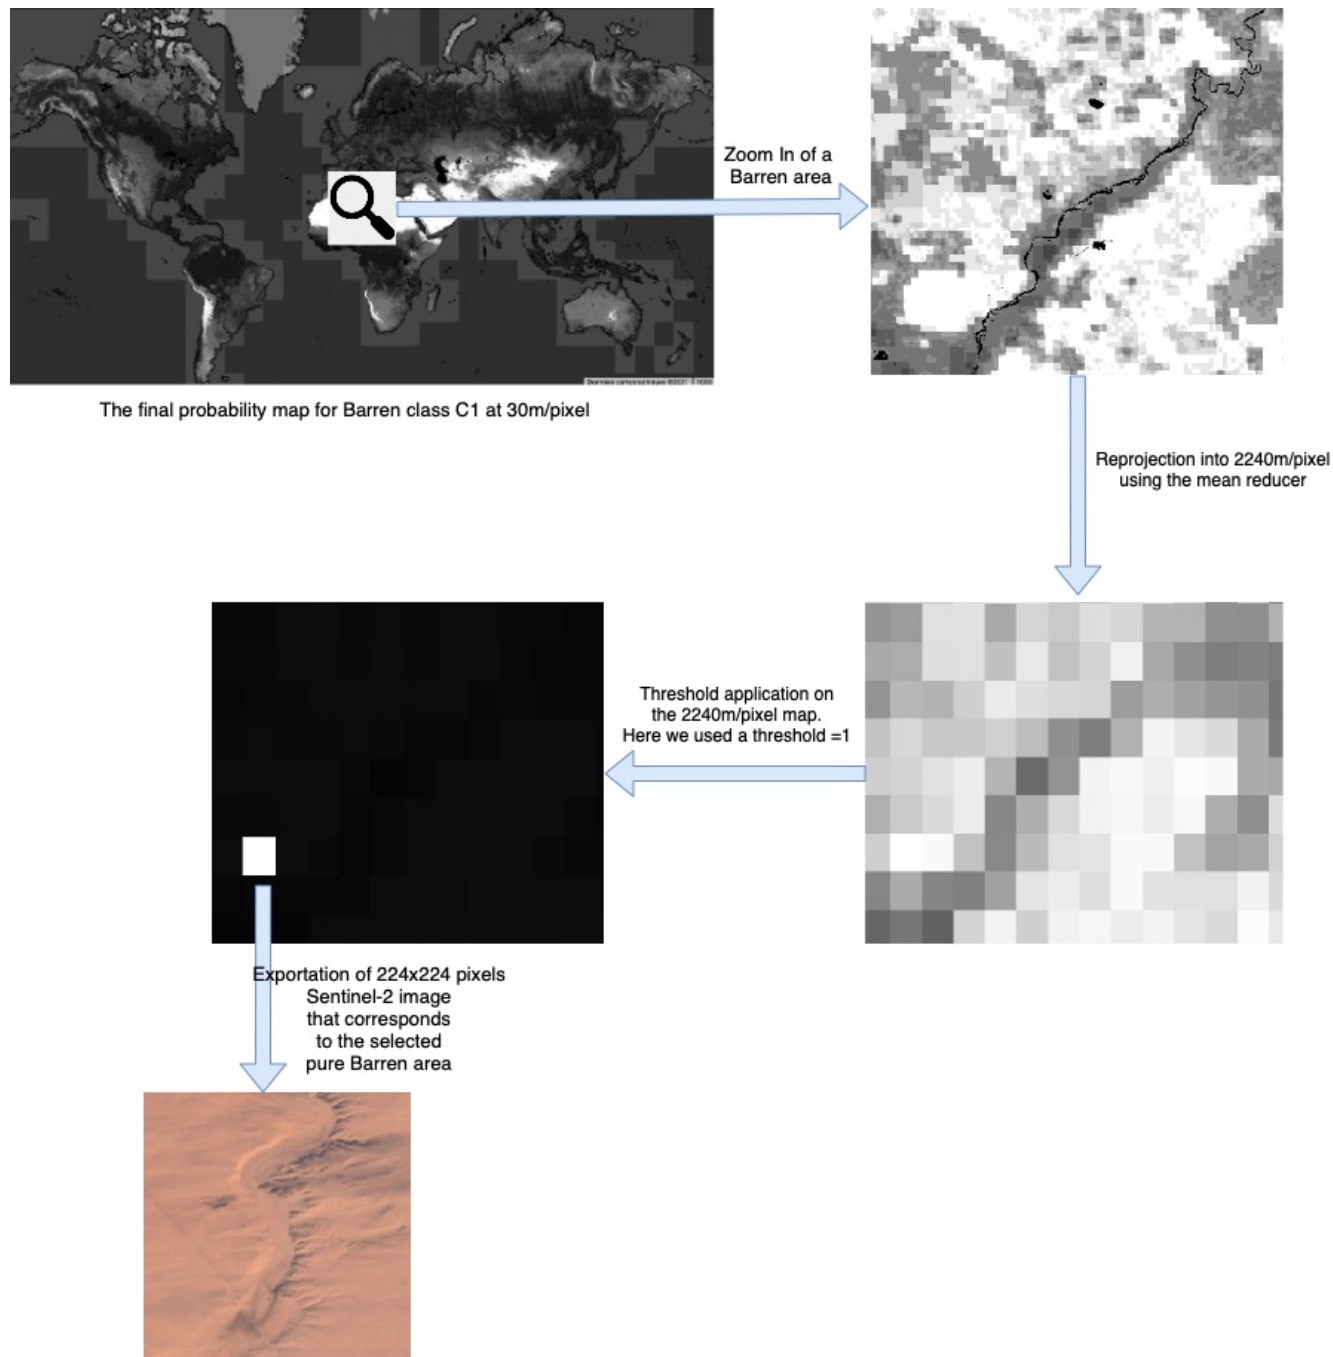 Zoom In of a
Barren area
The final probability map for Barren class C1 at 30m/pixel
Reprojection into 2240m/pixel
using the mean reducer
Threshold application on
the 2240m/pixel map.
Here we used a threshold =1
Exportation of 224x224 pixels
Sentinel-2 image
that corresponds
to the selected
pure Barren area